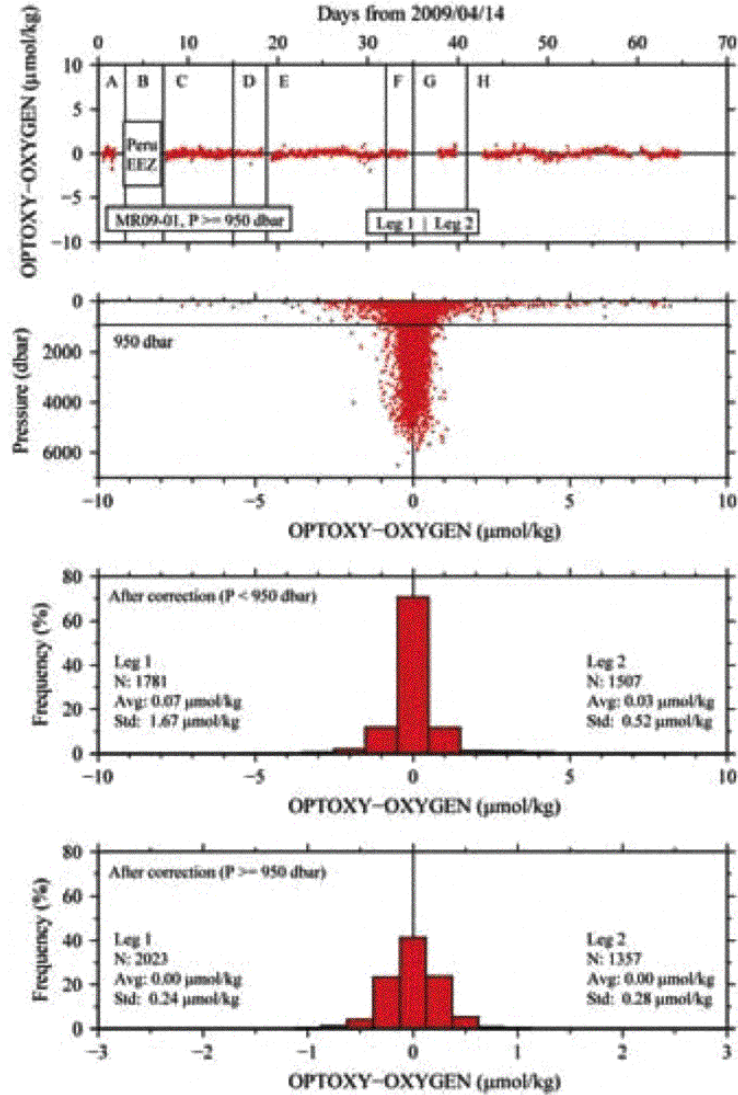 Days from 2009/04/14
0 10 20 30 40 50 60 70
OPTOXY−OXYGEN (μmol/kg)
10
5
0
−5
−10
A B C D E F G H
Peru
EEZ
MR09-01, P >= 950 dbar
Leg 1 | Leg 2
Pressure (dbar)
0
2000
4000
6000
950 dbar
−10 −5 0 5 10
OPTOXY−OXYGEN (μmol/kg)
Frequency (%)
80
60
40
20
0
After correction (P < 950 dbar)
Leg 1
N: 1781
Avg: 0.07 μmol/kg
Std: 1.67 μmol/kg
Leg 2
N: 1507
Avg: 0.03 μmol/kg
Std: 0.52 μmol/kg
−10 −5 0 5 10
OPTOXY−OXYGEN (μmol/kg)
Frequency (%)
80
60
40
20
0
After correction (P >= 950 dbar)
Leg 1
N: 2023
Avg: 0.00 μmol/kg
Std: 0.24 μmol/kg
Leg 2
N: 1357
Avg: 0.00 μmol/kg
Std: 0.28 μmol/kg
−3 −2 −1 0 1 2 3
OPTOXY−OXYGEN (μmol/kg)